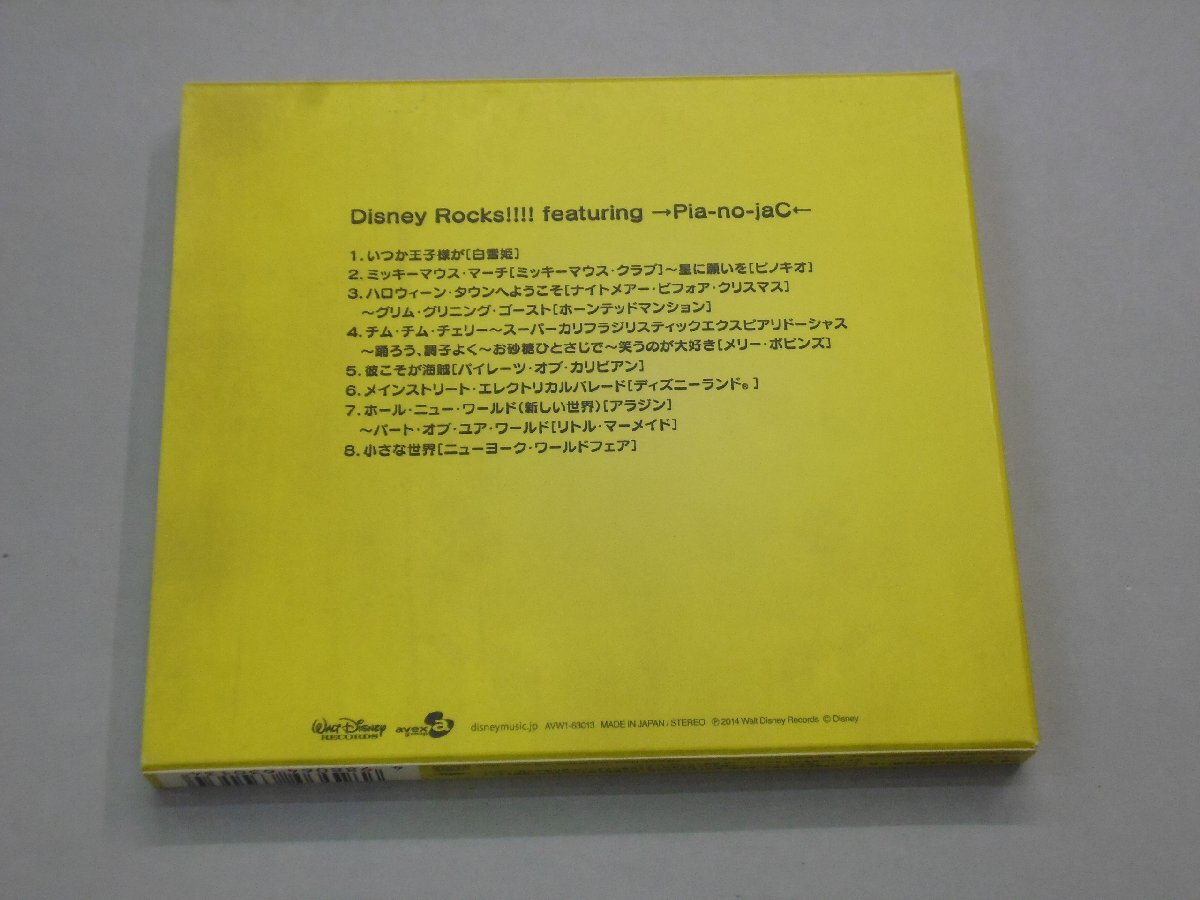 Disney Rocks!!!! featuring →Pia-no-jaC←
1.いつか王子様が[白雪姫]
2.ミッキーマウス・マーチ[ミッキーマウス・クラブ]～星に願いを[ピノキオ]
3.ハロウィーン・タウンへようこそ[ナイトメアー・ビフォア・クリスマス]
～グリム・グリニング・ゴースト[ホーンテッドマンション]
4.チム・チム・チェリー～スーパーカリフラジリスティックエクスピアリドーシャス
～踊ろう、調子よく～お砂糖ひとさじで～笑うのが大好き[メリー・ポピンズ]
5.彼こそが海賊[パイレーツ・オブ・カリビアン]
6.メインストリート・エレクトリカルパレード[ディズニーランド®]
7.ホール・ニュー・ワールド(新しい世界)[アラジン]
～パート・オブ・ユア・ワールド[リトル・マーメイド]
8.小さな世界[ニューヨーク・ワールドフェア]
WALT DISNEY RECORDS avex group disneymusic.jp AVW1-63013 MADE IN JAPAN / STEREO ℗2014 Walt Disney Records © Disney